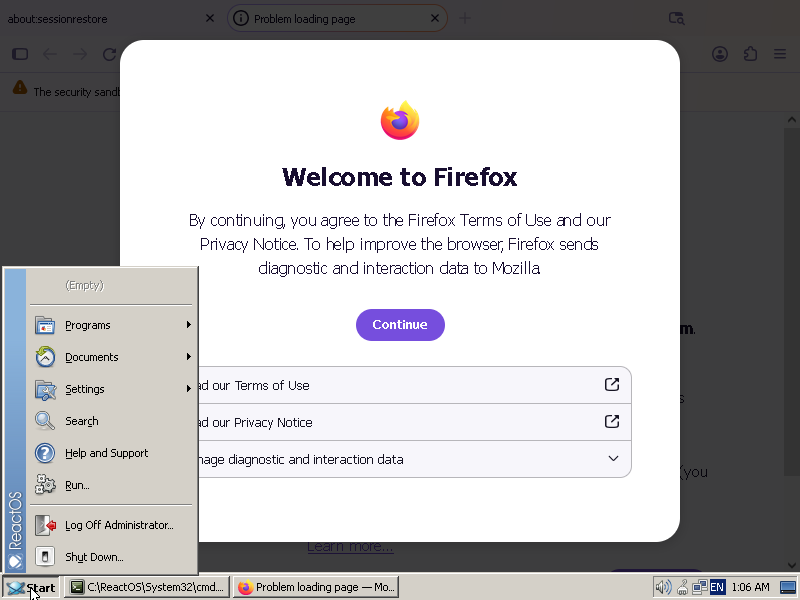 about:sessionrestore
Problem loading page
The security sandb
Welcome to Firefox
By continuing, you agree to the Firefox Terms of Use and our
Privacy Notice. To help improve the browser, Firefox sends
diagnostic and interaction data to Mozilla.
Continue
ad our Terms of Use
ad our Privacy Notice
nage diagnostic and interaction data
m.
s
(you
Learn more...
(Empty)
Programs
Documents
Settings
Search
Help and Support
Run...
Log Off Administrator...
Shut Down...
ReactOS
Start
C:\ReactOS\System32\cmd....
Problem loading page — Mo...
EN
1:06 AM